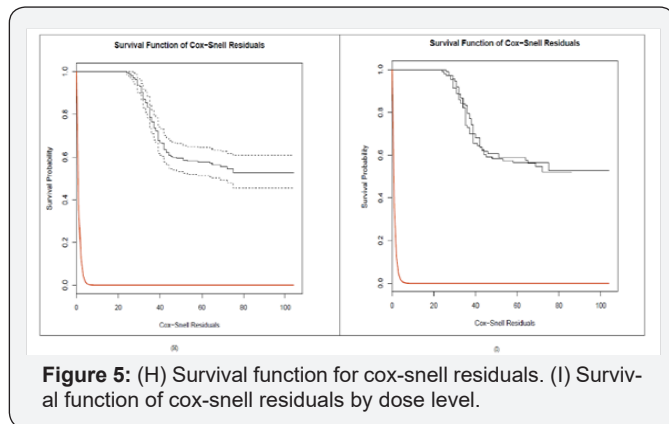 Survival Function of Cox-Snell Residuals
Survival Probability
1.0
0.8
0.6
0.4
0.2
0.0
0 20 40 60 80 100
Cox-Snell Residuals
(H)
Survival Function of Cox-Snell Residuals
Survival Probability
1.0
0.8
0.6
0.4
0.2
0.0
0 20 40 60 80 100
Cox-Snell Residuals
(I)
Figure 5: (H) Survival function for cox-snell residuals. (I) Surviv-
al function of cox-snell residuals by dose level.